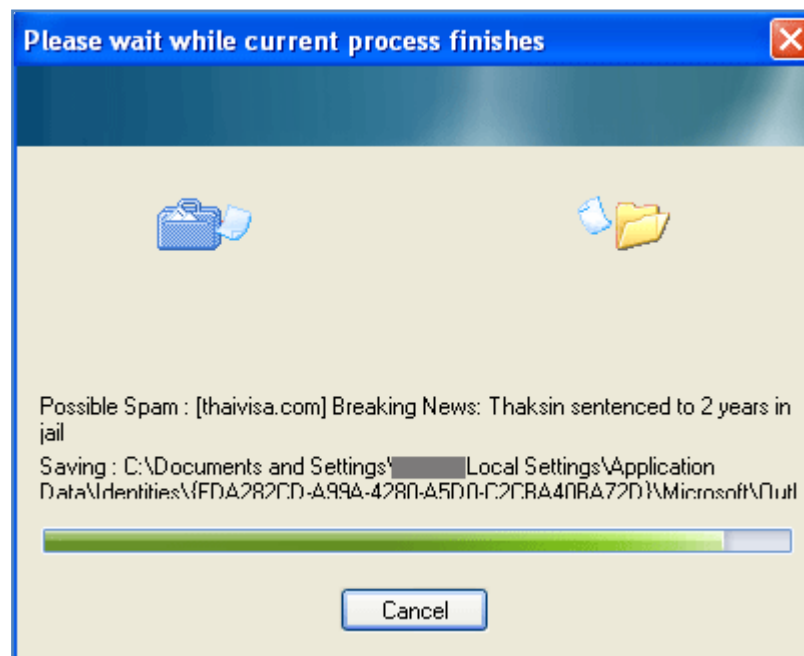 Please wait while current process finishes
Possible Spam : [thaivisa.com] Breaking News: Thaksin sentenced to 2 years in
jail
Saving : C:\Documents and Settings\ Local Settings\Application
Data\Identities\{FDA282CD-A99A-4280-A5D0-C2CBA40BA72D}\Microsoft\Outl
Cancel